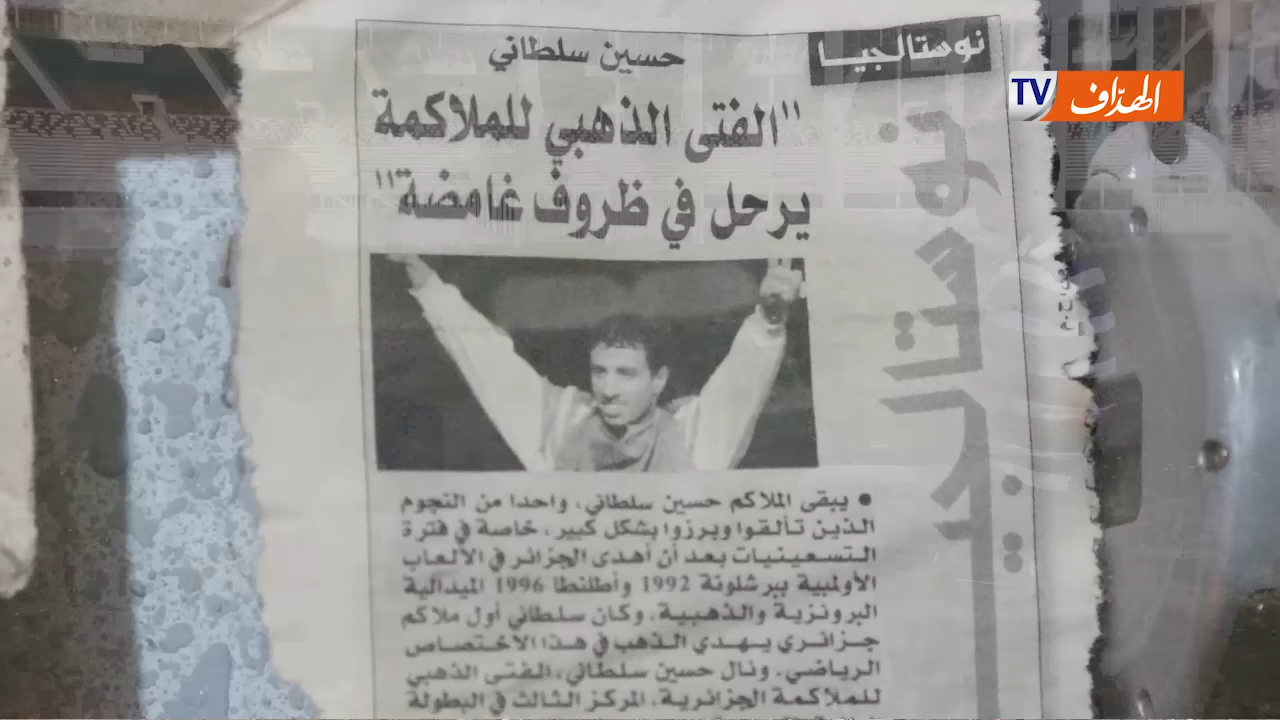 نوستالجيا
حسين سلطاني
"الفتى الذهبي للملاكمة
يرحل في ظروف غامضة"
TV الهدّاف
● يبقى الملاكم حسين سلطاني، واحدا من النجوم
الذين تألقوا وبرزوا بشكل كبير، خاصة في فترة
التسعينيات بعد أن أهدى الجزائر في الألعاب
الأولمبية ببرشلونة 1992 وأطلنطا 1996 الميدالية
البرونزية والذهبية، وكان سلطاني أول ملاكم
جزائري يهدي الذهب في هذا الاختصاص
الرياضي. ونال حسين سلطاني، الفتى الذهبي
للملاكمة الجزائرية، المركز الثالث في البطولة